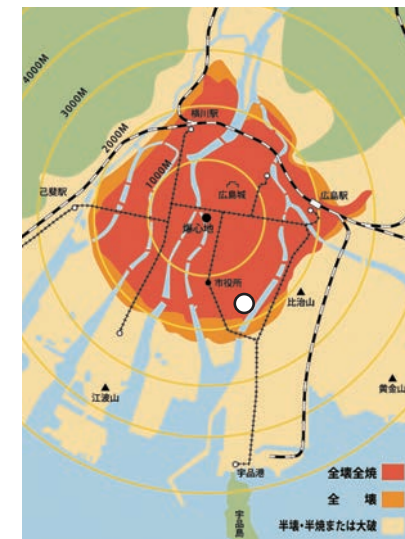 4000M
3000M
2000M
1000M
横川駅
己斐駅
広島城
広島駅
爆心地
市役所
比治山
江波山
黄金山
宇品港
宇品島
全壊全焼
全 壊
半壊・半焼または大破